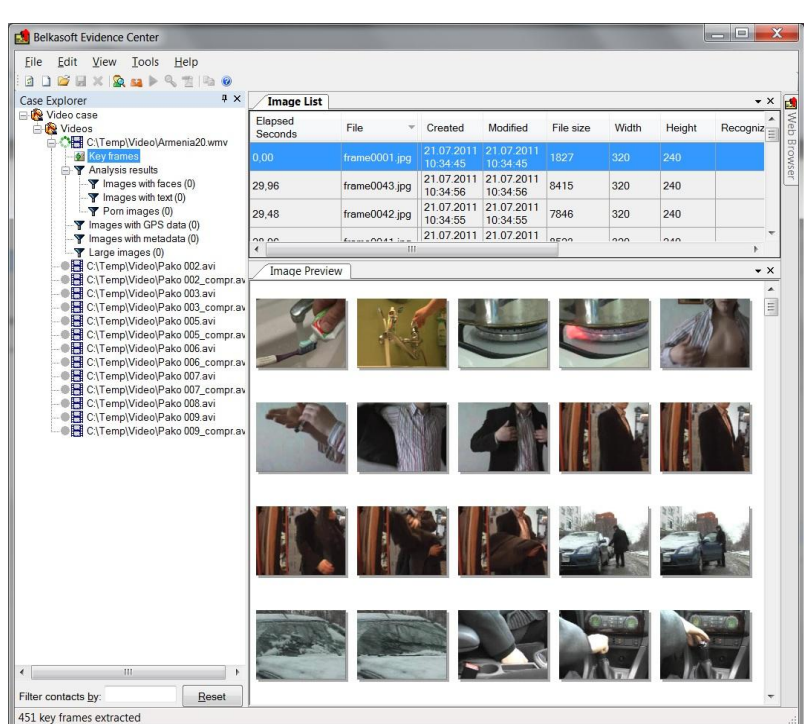 Belkasoft Evidence Center
File Edit View Tools Help
Case Explorer
Video case
Videos
C:\Temp\Video\Armenia20.wmv
Key frames
Analysis results
Images with faces (0)
Images with text (0)
Porn images (0)
Images with GPS data (0)
Images with metadata (0)
Large images (0)
C:\Temp\Video\Pako 002.avi
C:\Temp\Video\Pako 002_compr.av
C:\Temp\Video\Pako 003.avi
C:\Temp\Video\Pako 003_compr.av
C:\Temp\Video\Pako 005.avi
C:\Temp\Video\Pako 005_compr.av
C:\Temp\Video\Pako 006.avi
C:\Temp\Video\Pako 006_compr.av
C:\Temp\Video\Pako 007.avi
C:\Temp\Video\Pako 007_compr.av
C:\Temp\Video\Pako 008.avi
C:\Temp\Video\Pako 009.avi
C:\Temp\Video\Pako 009_compr.av
Filter contacts by: Reset
451 key frames extracted
Image List
Elapsed Seconds File Created Modified File size Width Height Recogniz
0,00 frame0001.jpg 21.07.2011 10:34:45 21.07.2011 10:34:45 1827 320 240
29,96 frame0043.jpg 21.07.2011 10:34:56 21.07.2011 10:34:56 8415 320 240
29,48 frame0042.jpg 21.07.2011 10:34:55 21.07.2011 10:34:55 7846 320 240
21.07.2011 21.07.2011
Image Preview
Web Browser